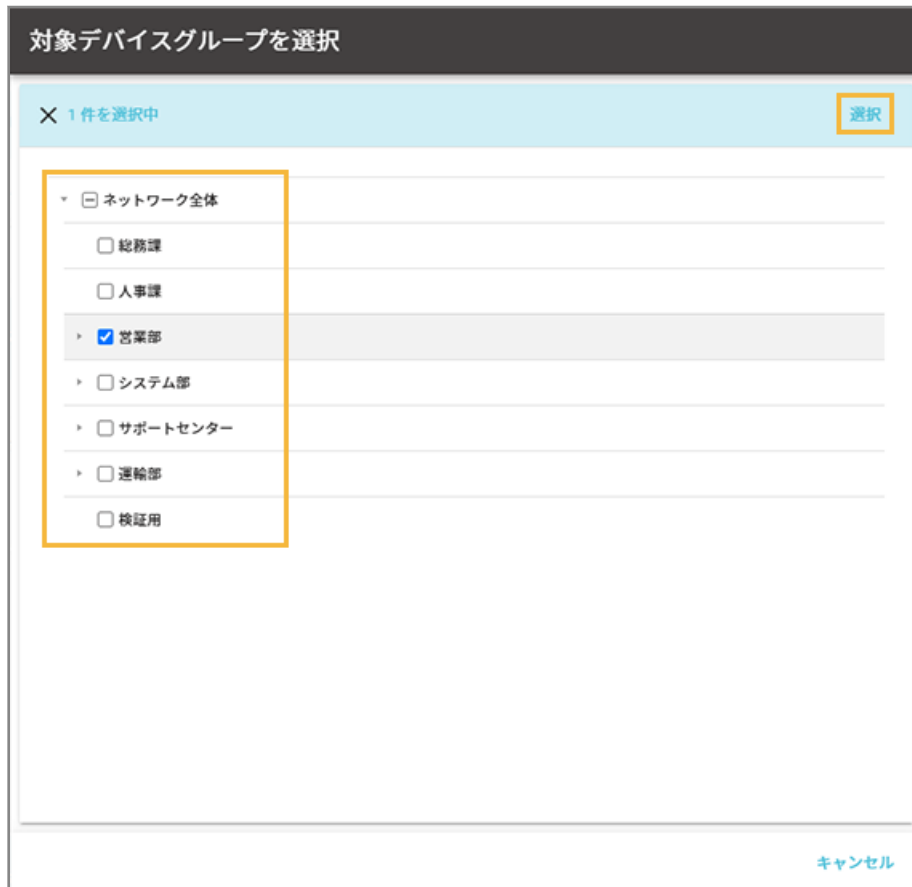 対象デバイスグループを選択
1 件を選択中 選択
ネットワーク全体
総務課
人事課
営業部
システム部
サポートセンター
運輸部
検証用
キャンセル